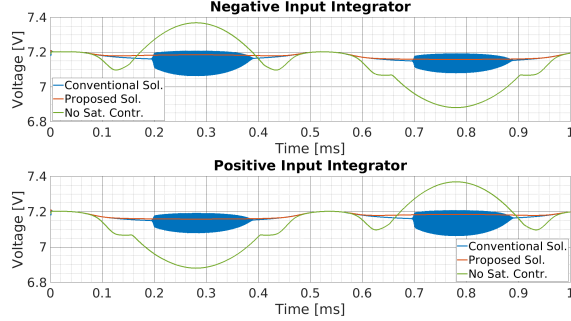 Negative Input Integrator
7.4
7.2
7
6.8
Voltage [V]
Conventional Sol.
Proposed Sol.
No Sat. Contr.
0 0.1 0.2 0.3 0.4 0.5 0.6 0.7 0.8 0.9 1
Time [ms]
Positive Input Integrator
7.4
7.2
7
6.8
Voltage [V]
Conventional Sol.
Proposed Sol.
No Sat. Contr.
0 0.1 0.2 0.3 0.4 0.5 0.6 0.7 0.8 0.9 1
Time [ms]